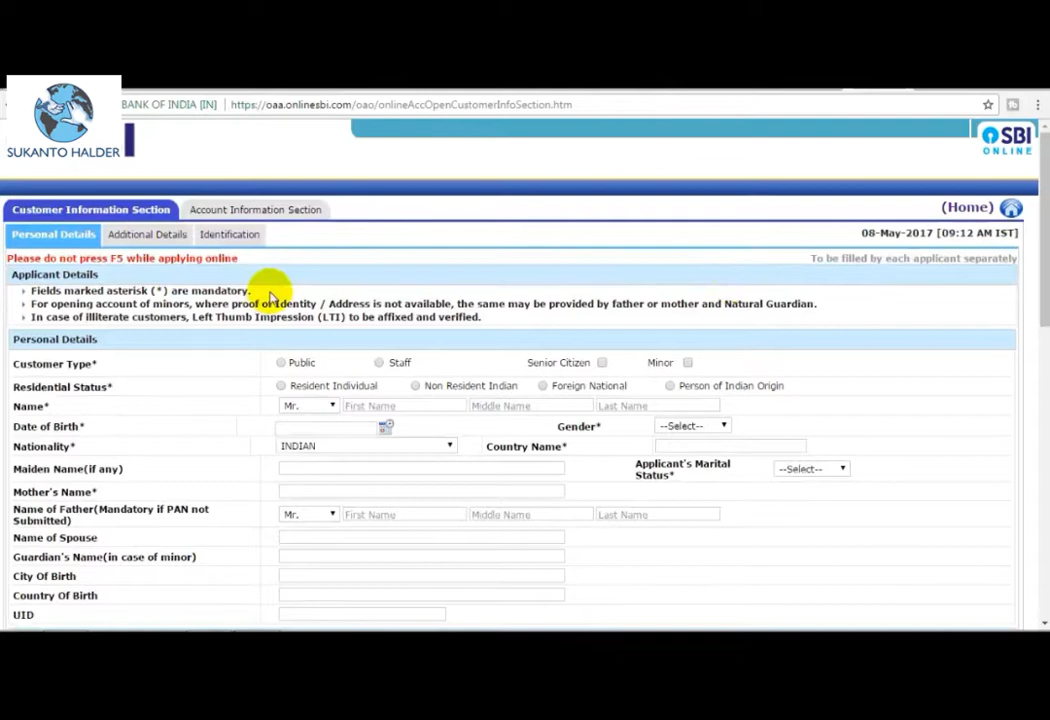 BANK OF INDIA [IN] https://oaa.onlinesbi.com/oao/onlineAccOpenCustomerInfoSection.htm
SUKANTO HALDER
SBI
ONLINE
Customer Information Section Account Information Section (Home)
Personal Details Additional Details Identification 08-May-2017 [09:12 AM IST]
Please do not press F5 while applying online To be filled by each applicant separately
Applicant Details
Fields marked asterisk (*) are mandatory.
For opening account of minors, where proof of Identity / Address is not available, the same may be provided by father or mother and Natural Guardian.
In case of illiterate customers, Left Thumb Impression (LTI) to be affixed and verified.
Personal Details
Customer Type* Public Staff Senior Citizen Minor
Residential Status* Resident Individual Non Resident Indian Foreign National Person of Indian Origin
Name* Mr. First Name Middle Name Last Name
Date of Birth* Gender* --Select--
Nationality* INDIAN Country Name*
Maiden Name(if any) Applicant's Marital Status* --Select--
Mother's Name*
Name of Father(Mandatory if PAN not Submitted) Mr. First Name Middle Name Last Name
Name of Spouse
Guardian's Name(in case of minor)
City Of Birth
Country Of Birth
UID